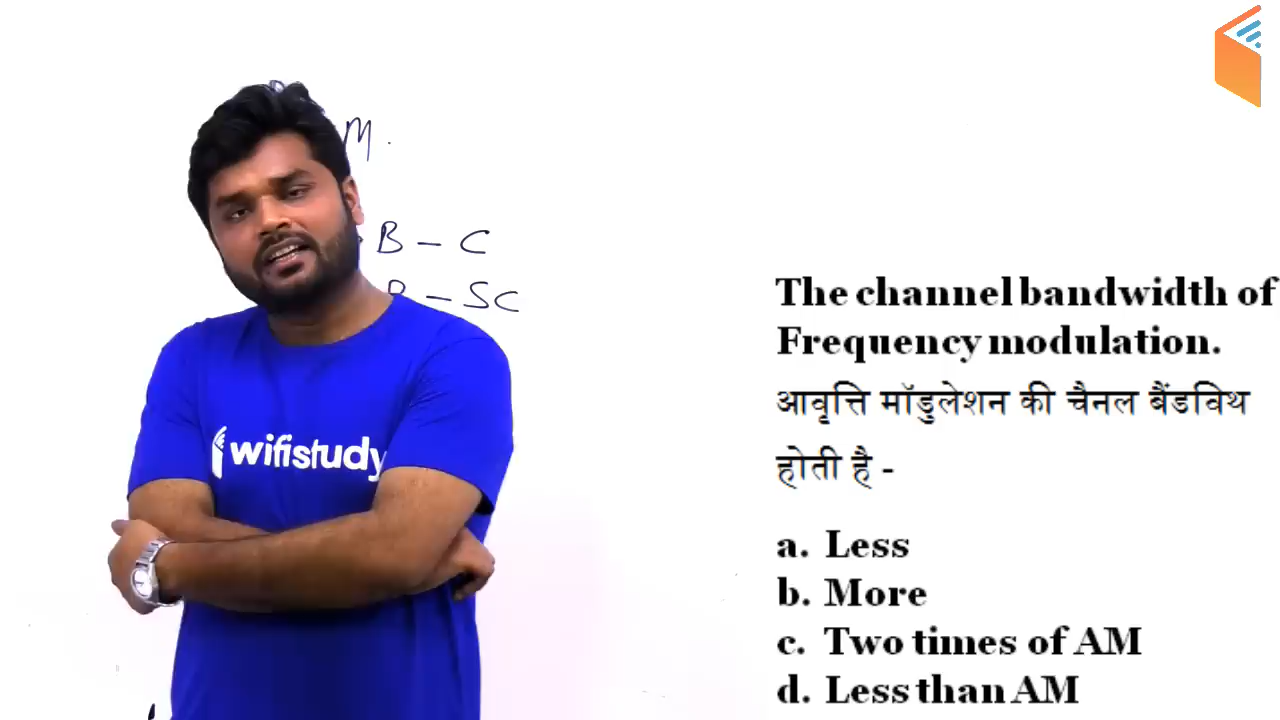 M.
B – C
B – SC
wifistudy
The channel bandwidth of
Frequency modulation.
आवृत्ति मॉडुलेशन की चैनल बैंडविथ
होती है -
a. Less
b. More
c. Two times of AM
d. Less than AM